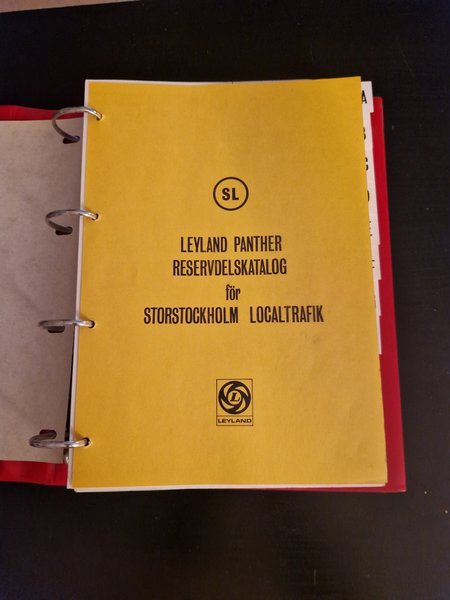 SL
LEYLAND PANTHER
RESERVDELSKATALOG
för
STORSTOCKHOLM LOCALTRAFIK
L
LEYLAND
A